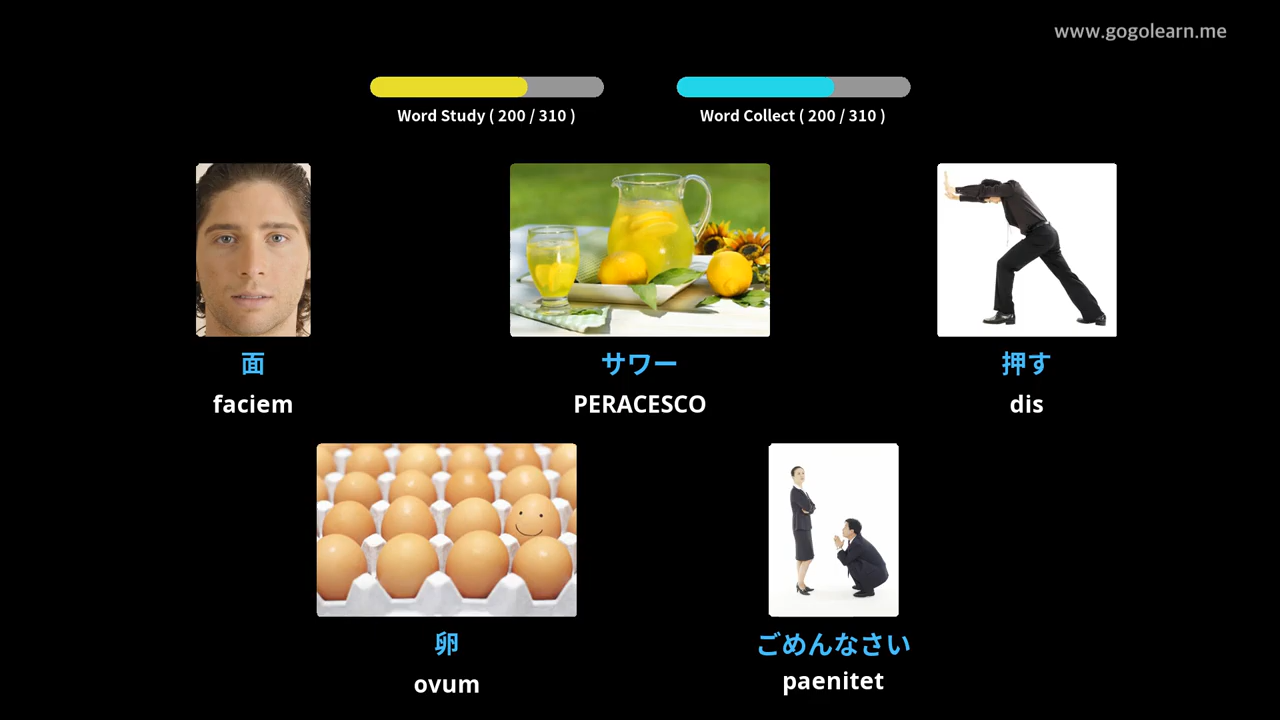 www.gogolearn.me
Word Study ( 200 / 310 )
Word Collect ( 200 / 310 )
面
faciem
サワー
PERACESCO
押す
dis
卵
ovum
ごめんなさい
paenitet